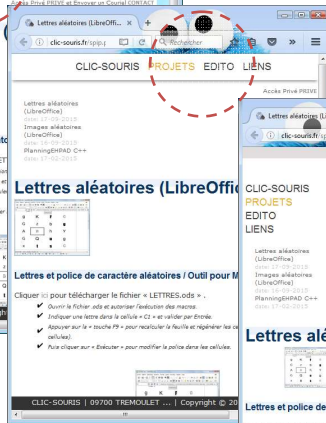 Accès Privé PRIVE et Envoyer un Couriel CONTACT
Lettres aléatoires (LibreOffi... × +
clic-souris.fr/spip.p Rechercher
CLIC-SOURIS PROJETS EDITO LIENS
Accès Privé PRIVE
Lettres aléatoires
(LibreOffice)
date: 17-09-2015
Images aléatoires
(LibreOffice)
date: 16-09-2015
PlanningEHPAD C++
date: 17-02-2015
Lettres aléatoires (LibreOffic
Lettres et police de caractère aléatoires / Outil pour M
Cliquer ici pour télécharger le fichier « LETTRES.ods » .
✔ Ouvrir le fichier .ods et autoriser l'exécution des macros.
✔ Indiquer une lettre dans la cellule « C1 » et valider par Entrée.
✔ Appuyer sur la « touche F9 » pour recalculer la feuille et régénérer les ce
cellules).
✔ Puis cliquer sur « Exécuter » pour modifier la police dans les cellules.
CLIC-SOURIS | 09700 TREMOULET ... | Copyright © 20
Lettres aléatoires (Li
clic-souris.fr/s
CLIC-SOURIS
PROJETS
EDITO
LIENS
Lettres aléatoires
(LibreOffice)
date: 17-09-2015
Images aléatoires
(LibreOffice)
date: 16-09-2015
PlanningEHPAD C++
date: 17-02-2015
Lettres alé
Lettres et police de